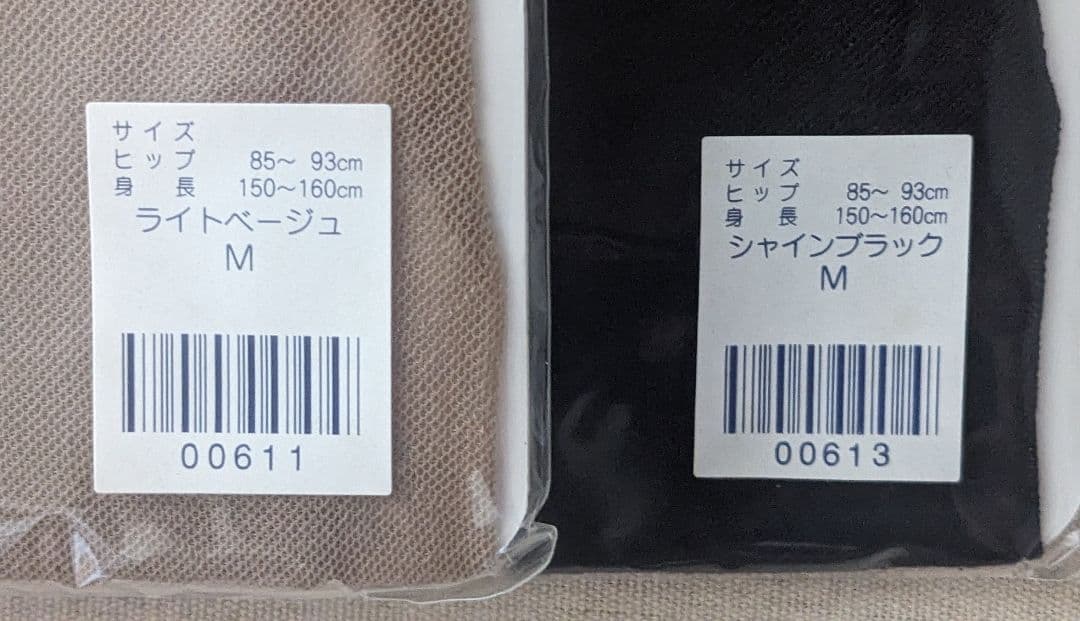 サイズ
ヒップ 85〜 93cm
身 長 150〜160cm
ライトベージュ
M
00611
サイズ
ヒップ 85〜 93cm
身 長 150〜160cm
シャインブラック
M
00613